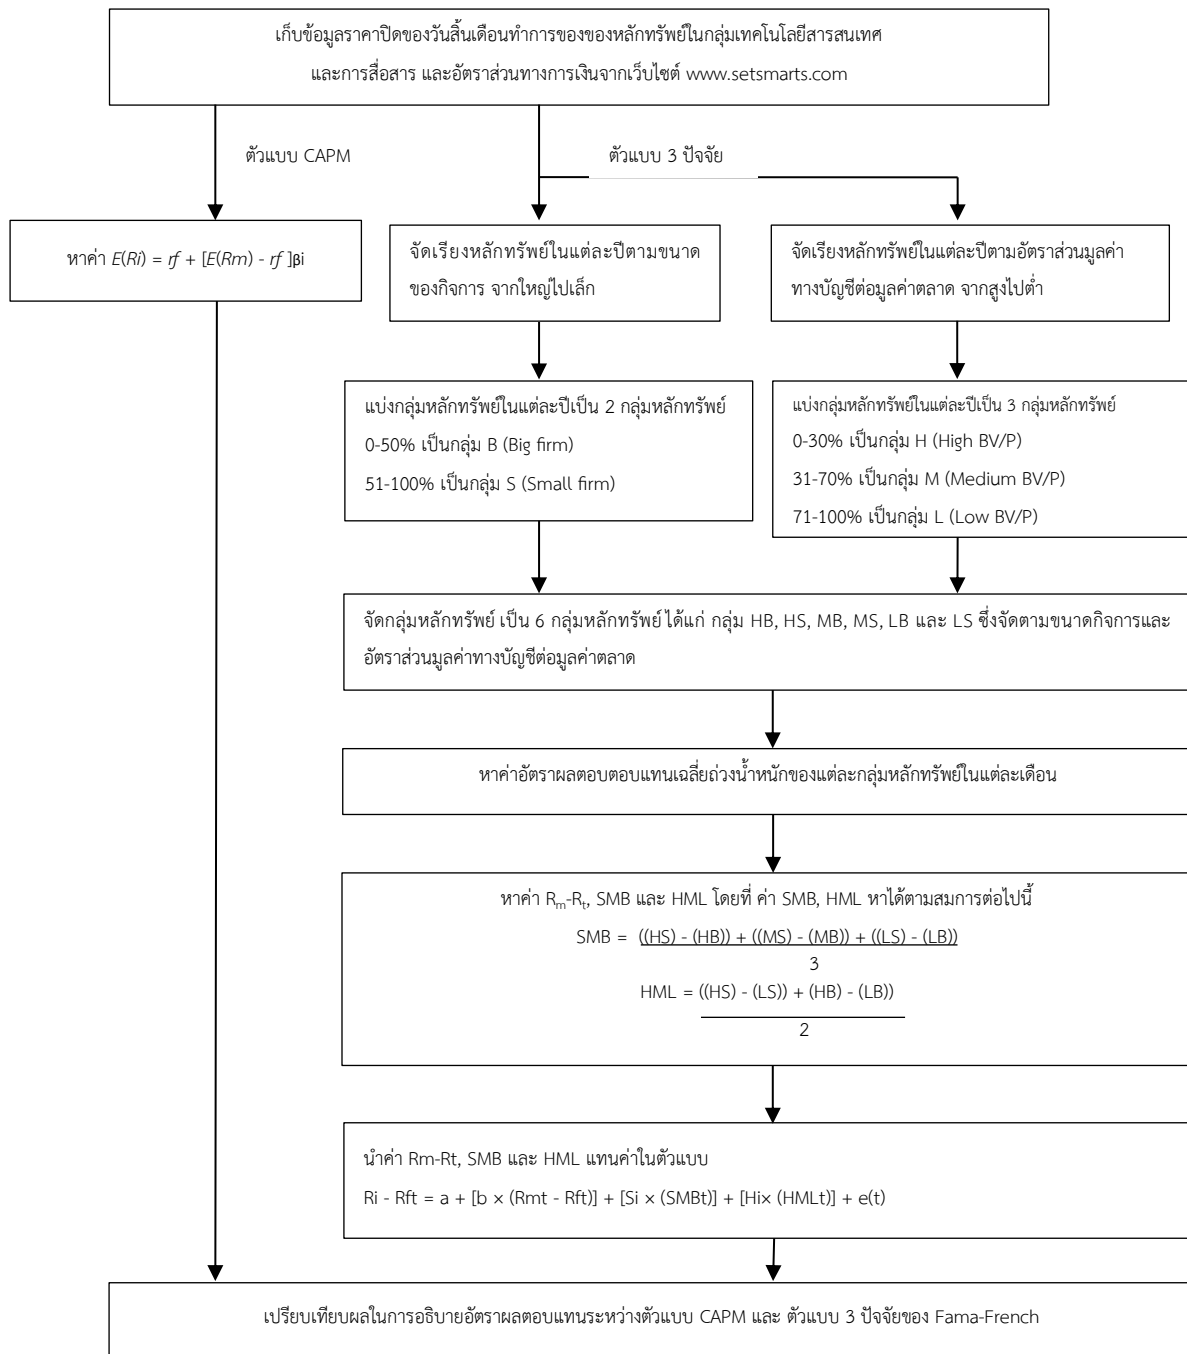 เก็บข้อมูลราคาปิดของวันสิ้นเดือนทำการของของหลักทรัพย์ในกลุ่มเทคโนโลยีสารสนเทศ
และการสื่อสาร และอัตราส่วนทางการเงินจากเว็บไซต์ www.setsmarts.com
ตัวแบบ CAPM
ตัวแบบ 3 ปัจจัย
หาค่า E(Ri) = rf + [E(Rm) - rf ]βi
จัดเรียงหลักทรัพย์ในแต่ละปีตามขนาด
ของกิจการ จากใหญ่ไปเล็ก
จัดเรียงหลักทรัพย์ในแต่ละปีตามอัตราส่วนมูลค่า
ทางบัญชีต่อมูลค่าตลาด จากสูงไปต่ำ
แบ่งกลุ่มหลักทรัพย์ในแต่ละปีเป็น 2 กลุ่มหลักทรัพย์
0-50% เป็นกลุ่ม B (Big firm)
51-100% เป็นกลุ่ม S (Small firm)
แบ่งกลุ่มหลักทรัพย์ในแต่ละปีเป็น 3 กลุ่มหลักทรัพย์
0-30% เป็นกลุ่ม H (High BV/P)
31-70% เป็นกลุ่ม M (Medium BV/P)
71-100% เป็นกลุ่ม L (Low BV/P)
จัดกลุ่มหลักทรัพย์ เป็น 6 กลุ่มหลักทรัพย์ ได้แก่ กลุ่ม HB, HS, MB, MS, LB และ LS ซึ่งจัดตามขนาดกิจการและ
อัตราส่วนมูลค่าทางบัญชีต่อมูลค่าตลาด
หาค่าอัตราผลตอบตอบแทนเฉลี่ยถ่วงน้ำหนักของแต่ละกลุ่มหลักทรัพย์ในแต่ละเดือน
หาค่า Rm-Rt, SMB และ HML โดยที่ ค่า SMB, HML หาได้ตามสมการต่อไปนี้
SMB = ((HS) - (HB)) + ((MS) - (MB)) + ((LS) - (LB))
3
HML = ((HS) - (LS)) + (HB) - (LB))
2
นำค่า Rm-Rt, SMB และ HML แทนค่าในตัวแบบ
Ri - Rft = a + [b × (Rmt - Rft)] + [Si × (SMBt)] + [Hi× (HMLt)] + e(t)
เปรียบเทียบผลในการอธิบายอัตราผลตอบแทนระหว่างตัวแบบ CAPM และ ตัวแบบ 3 ปัจจัยของ Fama-French